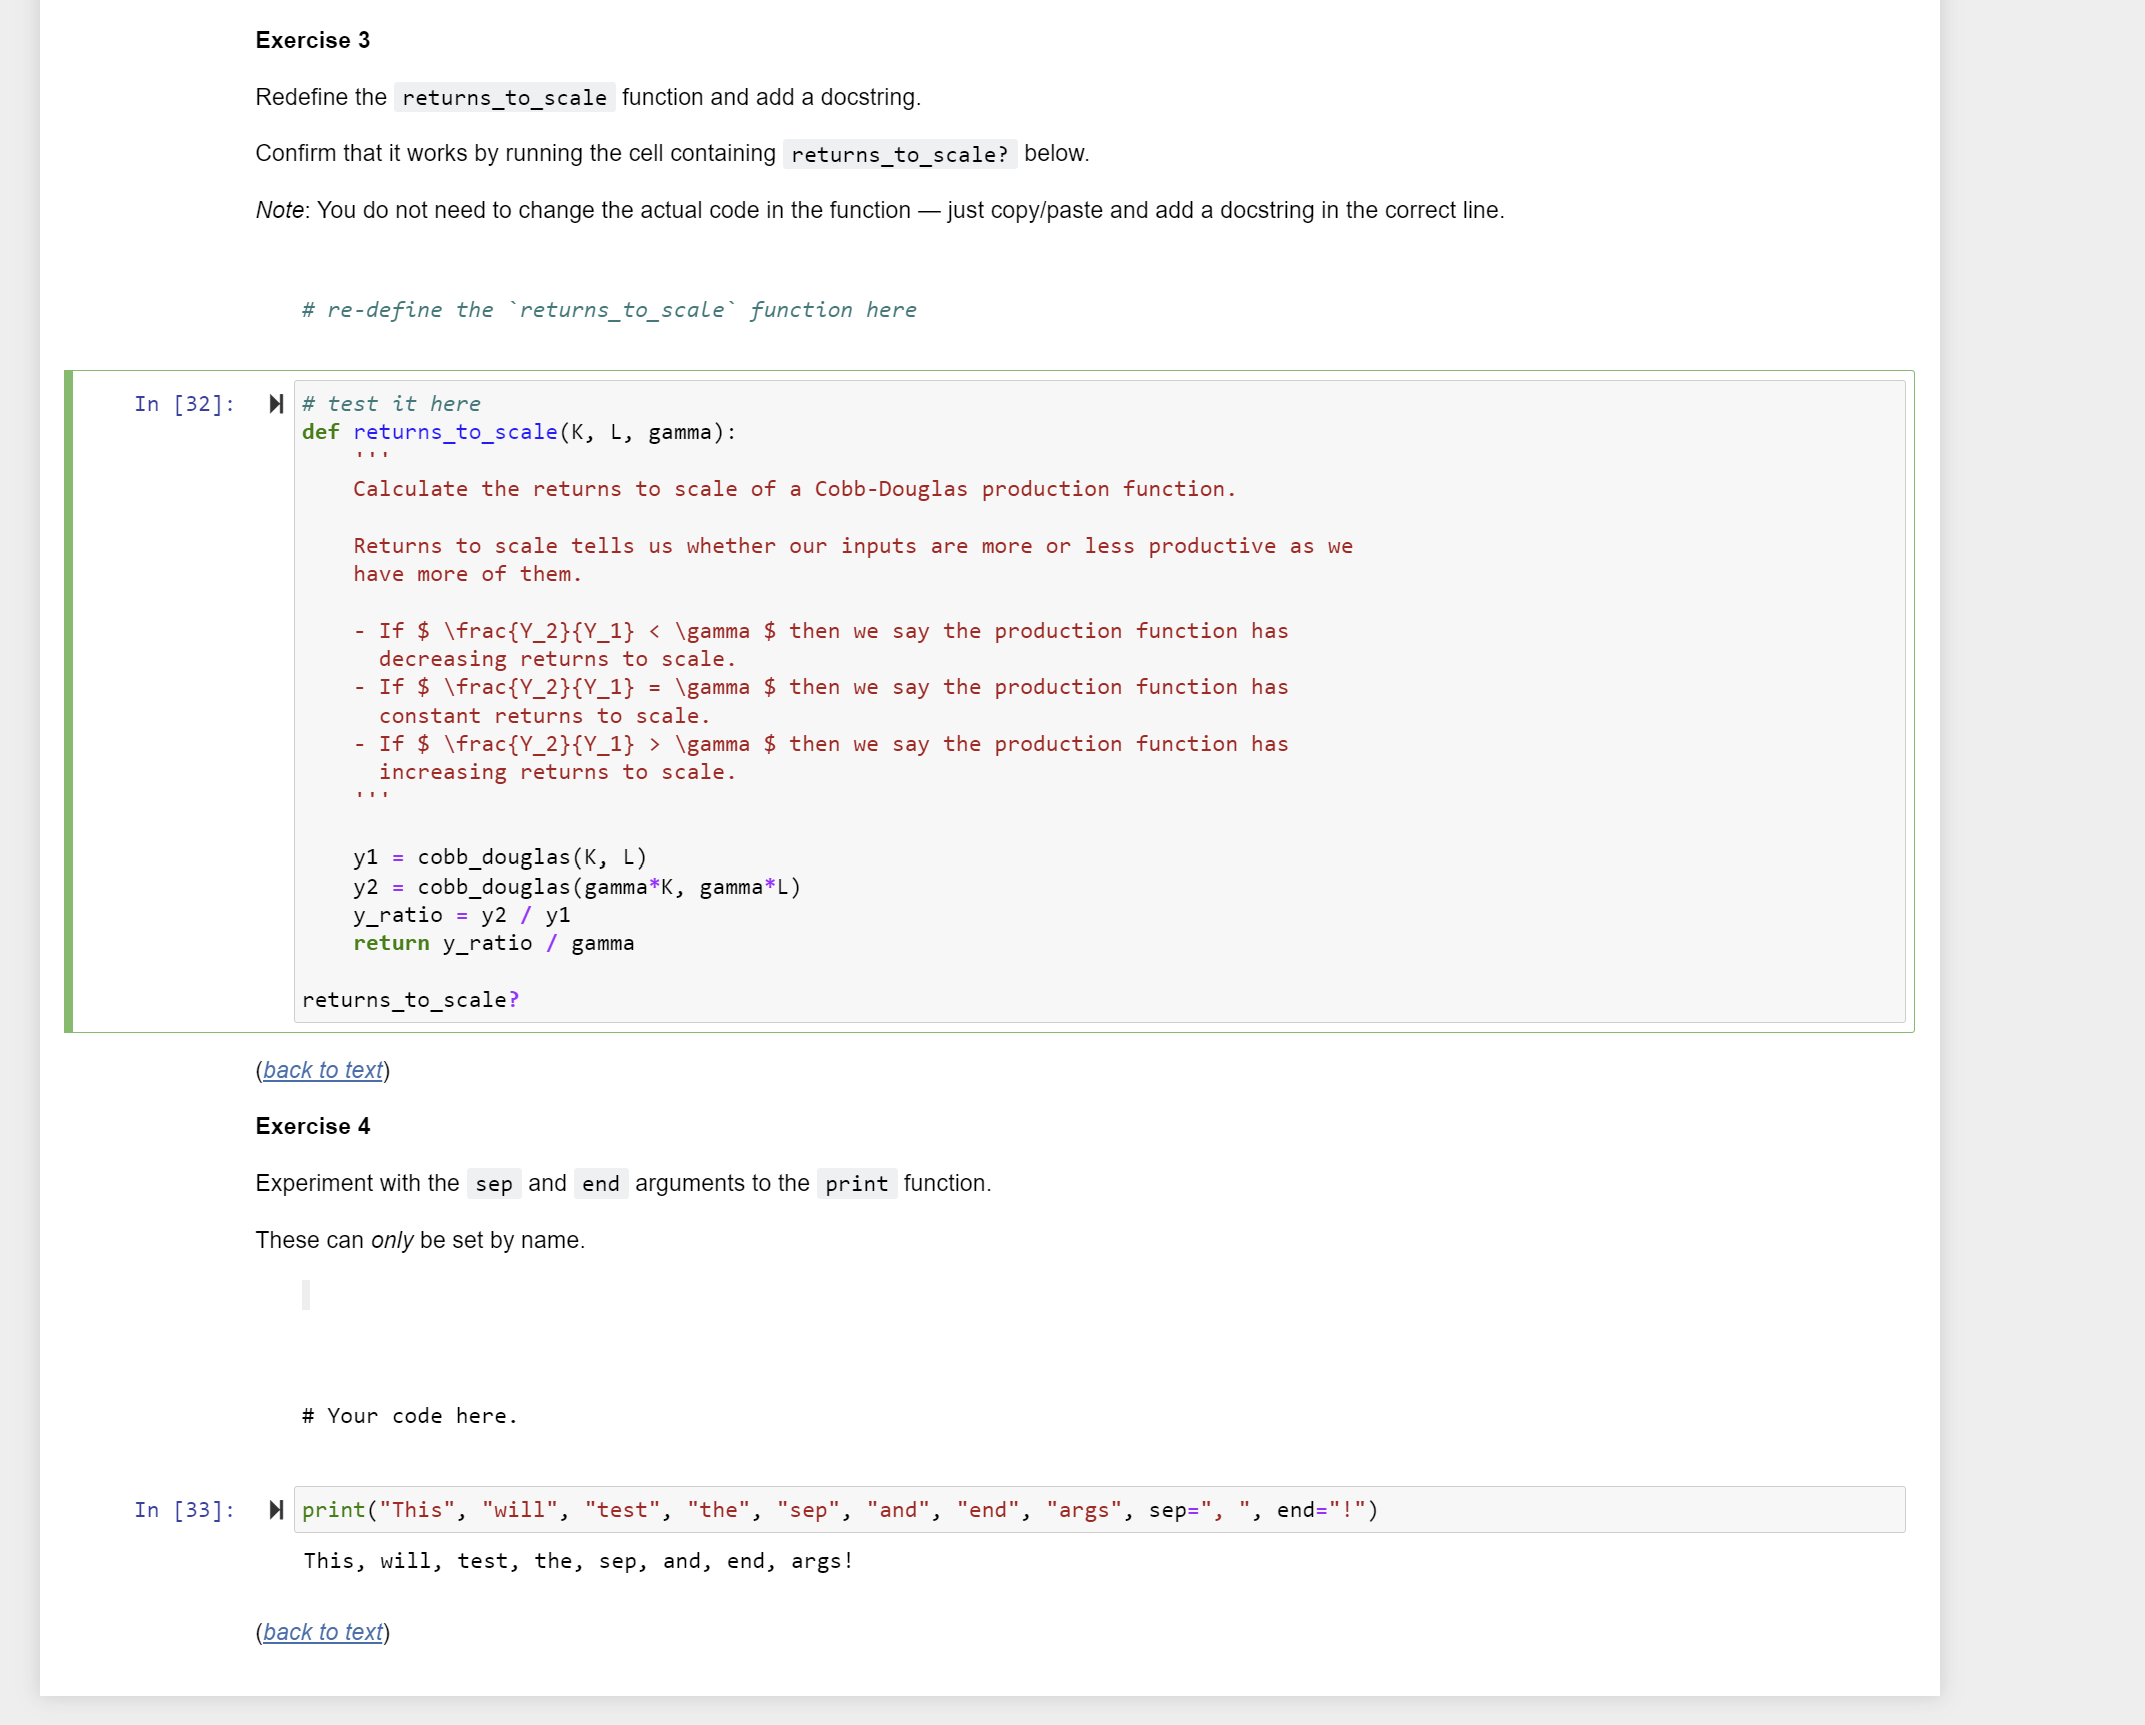 Exercise 3
Redefine the returns_to_scale function and add a docstring.
Confirm that it works by running the cell containing returns_to_scale? below.
Note: You do not need to change the actual code in the function — just copy/paste and add a docstring in the correct line.
# re-define the `returns_to_scale` function here
In [32]:
# test it here
def returns_to_scale(K, L, gamma):
    '''
    Calculate the returns to scale of a Cobb-Douglas production function.
    Returns to scale tells us whether our inputs are more or less productive as we
    have more of them.
    - If $ \frac{Y_2}{Y_1} < \gamma $ then we say the production function has
      decreasing returns to scale.
    - If $ \frac{Y_2}{Y_1} = \gamma $ then we say the production function has
      constant returns to scale.
    - If $ \frac{Y_2}{Y_1} > \gamma $ then we say the production function has
      increasing returns to scale.
    '''
    y1 = cobb_douglas(K, L)
    y2 = cobb_douglas(gamma*K, gamma*L)
    y_ratio = y2 / y1
    return y_ratio / gamma
returns_to_scale?
(back to text)
Exercise 4
Experiment with the sep and end arguments to the print function.
These can only be set by name.
# Your code here.
In [33]: print("This", "will", "test", "the", "sep", "and", "end", "args", sep=", ", end="!")
This, will, test, the, sep, and, end, args!
(back to text)